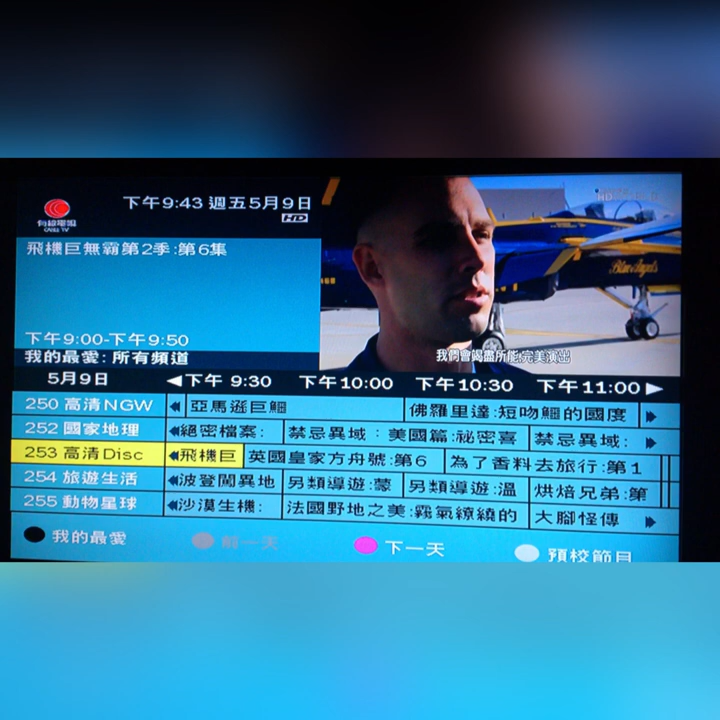 下午9:43 週五5月9日
HD
有線電視
CABLE TV
飛機巨無霸第2季:第6集
下午9:00-下午9:50
我的最愛: 所有頻道
Blue Angels
我們會竭盡所能,完美演出
5月9日 下午 9:30 下午10:00 下午10:30 下午11:00
250 高清NGW 亞馬遜巨鱷 佛羅里達:短吻鱷的國度
252 國家地理 絕密檔案: 禁忌異域:美國篇:祕密喜 禁忌異域:
253 高清Disc 飛機巨 英國皇家方舟號:第6 為了香料去旅行:第1
254 旅遊生活 波登闖異地 另類導遊:蒙 另類導遊:溫 烘焙兄弟:第
255 動物星球 沙漠生機: 法國野地之美:霧氣繚繞的 大腳怪傳
我的最愛 前一天 下一天 預校節目